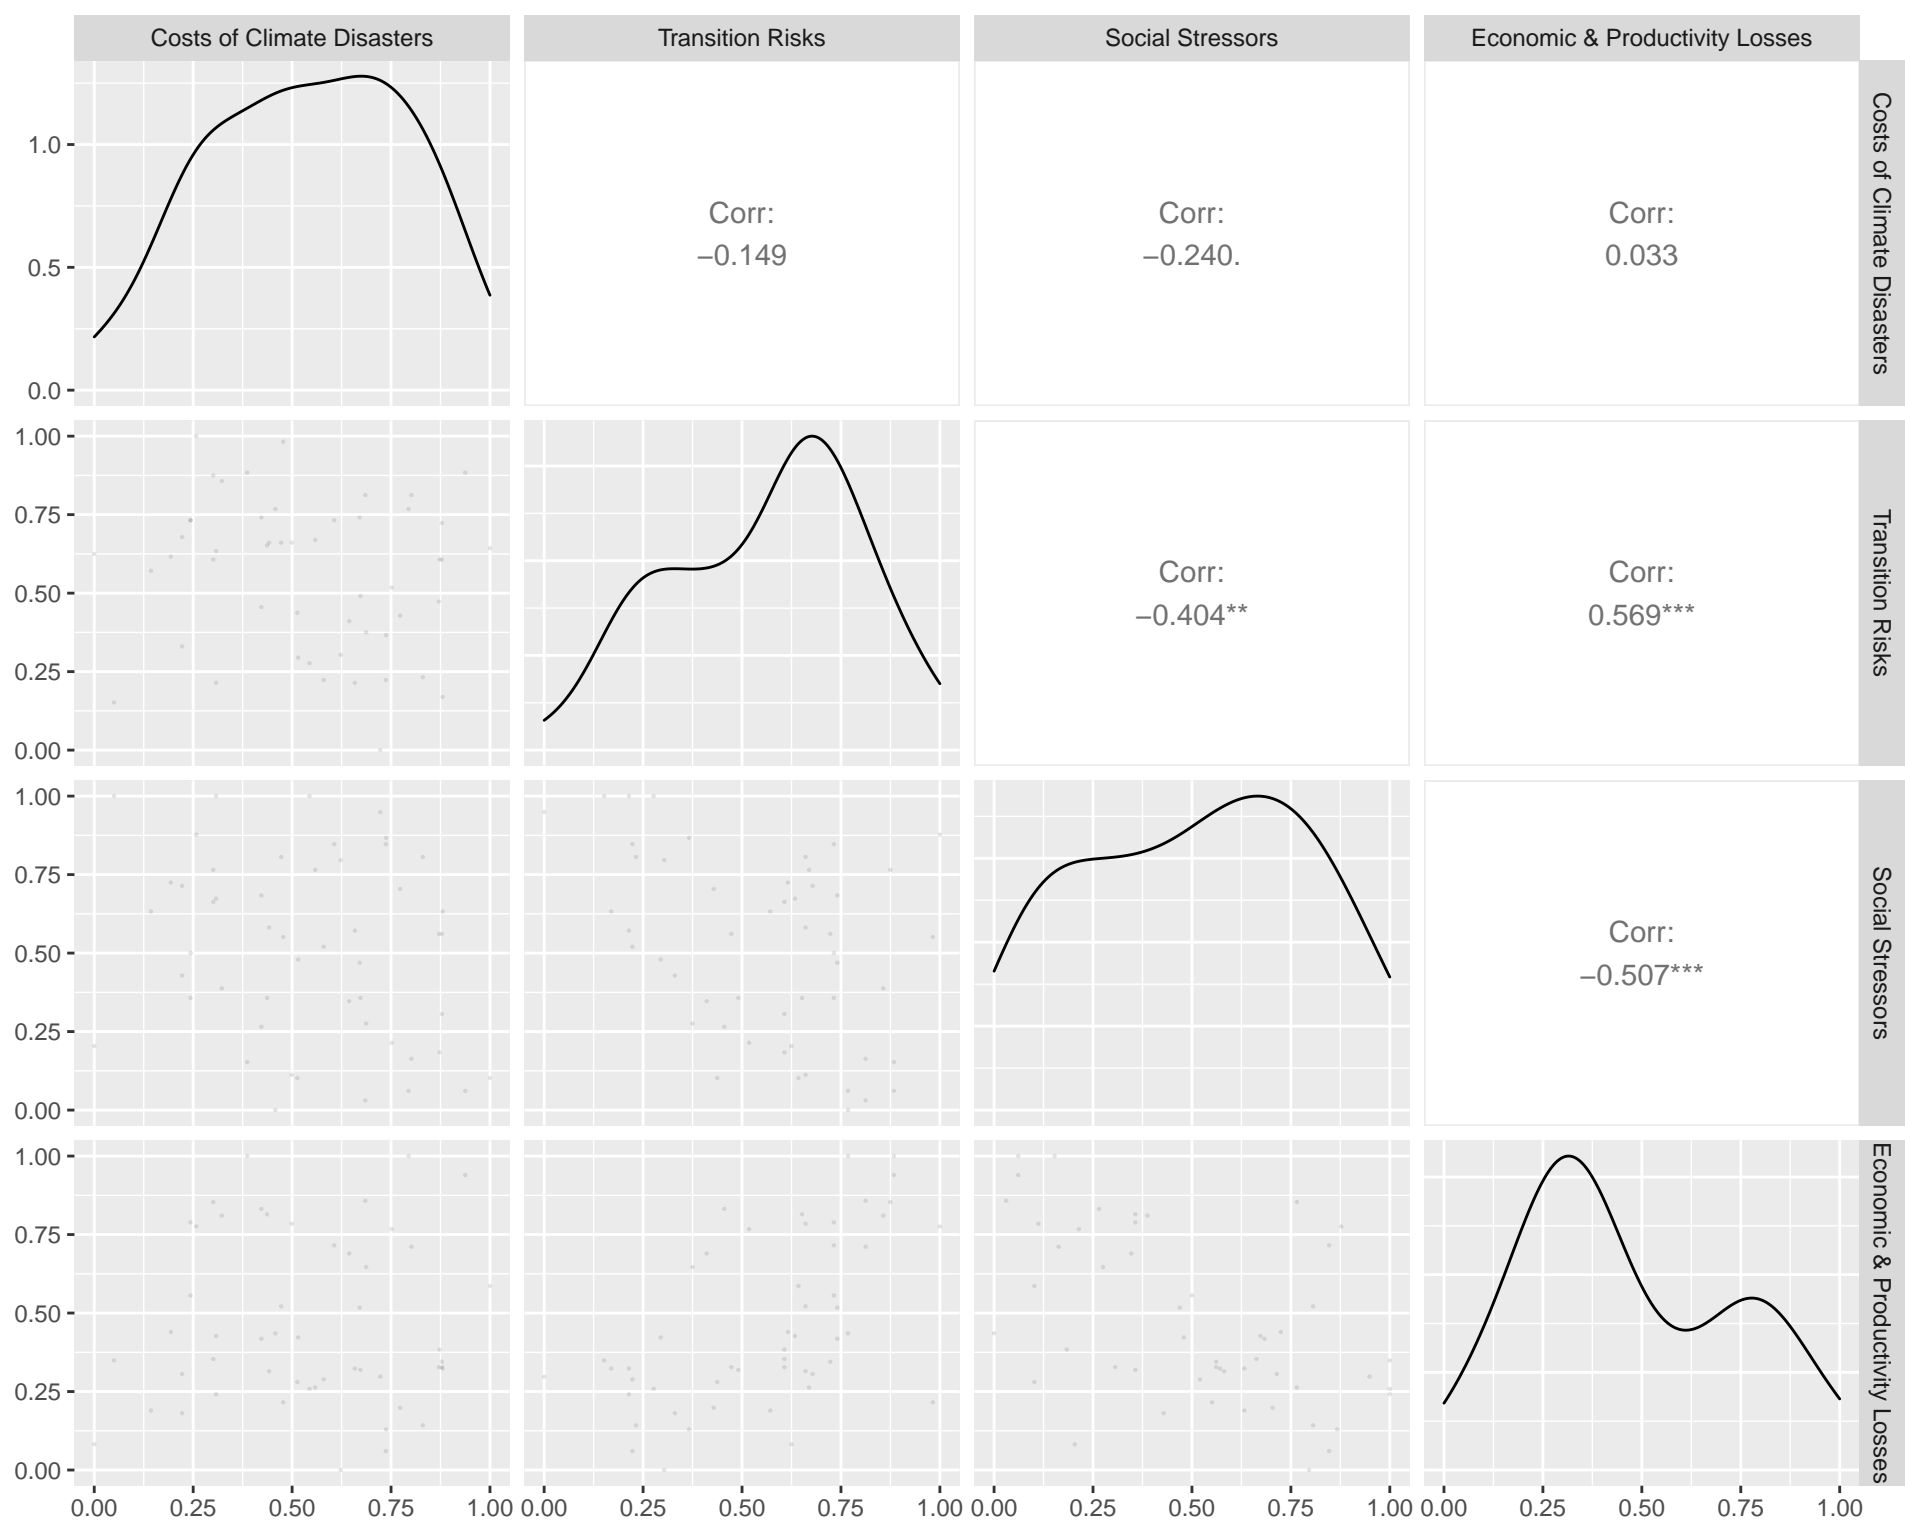 Costs of Climate Disasters
Transition Risks
Social Stressors
Economic & Productivity Losses
1.0
0.5
0.0
Corr:
−0.149
Corr:
−0.240.
Corr:
0.033
Costs of Climate Disasters
1.00
0.75
0.50
0.25
0.00
Corr:
−0.404**
Corr:
0.569***
Transition Risks
1.00
0.75
0.50
0.25
0.00
Corr:
−0.507***
Social Stressors
1.00
0.75
0.50
0.25
0.00
Economic & Productivity Losses
0.00 0.25 0.50 0.75 1.00
0.00 0.25 0.50 0.75 1.00
0.00 0.25 0.50 0.75 1.00
0.00 0.25 0.50 0.75 1.00